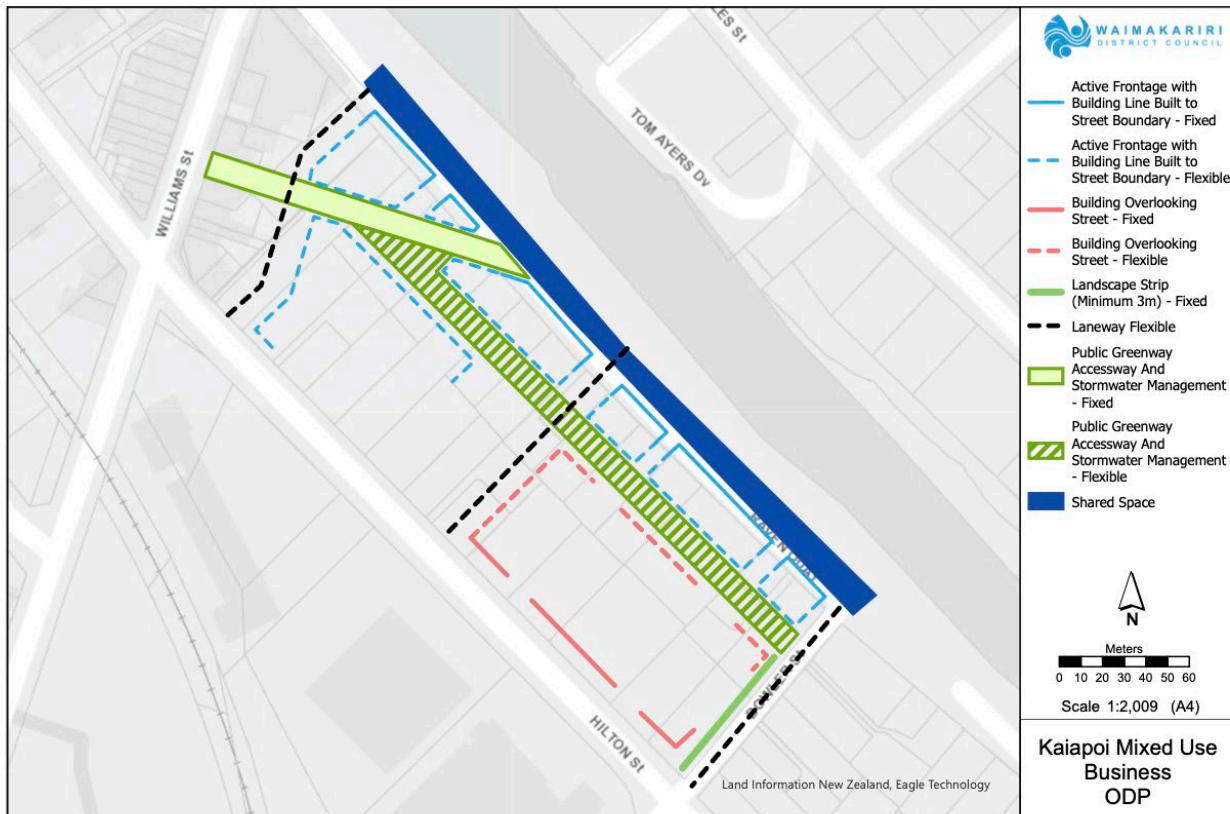 LES St
TOM AYERS DV
WILLIAMS St
RAVEN QUAY
HILTON St
Land Information New Zealand, Eagle Technology
WAIMAKARIRI
DISTRICT COUNCIL
Active Frontage with
Building Line Built to
Street Boundary - Fixed
Active Frontage with
Building Line Built to
Street Boundary - Flexible
Building Overlooking
Street - Fixed
Building Overlooking
Street - Flexible
Landscape Strip
(Minimum 3m) - Fixed
Laneway Flexible
Public Greenway
Accessway And
Stormwater Management
- Fixed
Public Greenway
Accessway And
Stormwater Management
- Flexible
Shared Space
N
Meters
0 10 20 30 40 50 60
Scale 1:2,009 (A4)
Kaiapoi Mixed Use
Business
ODP